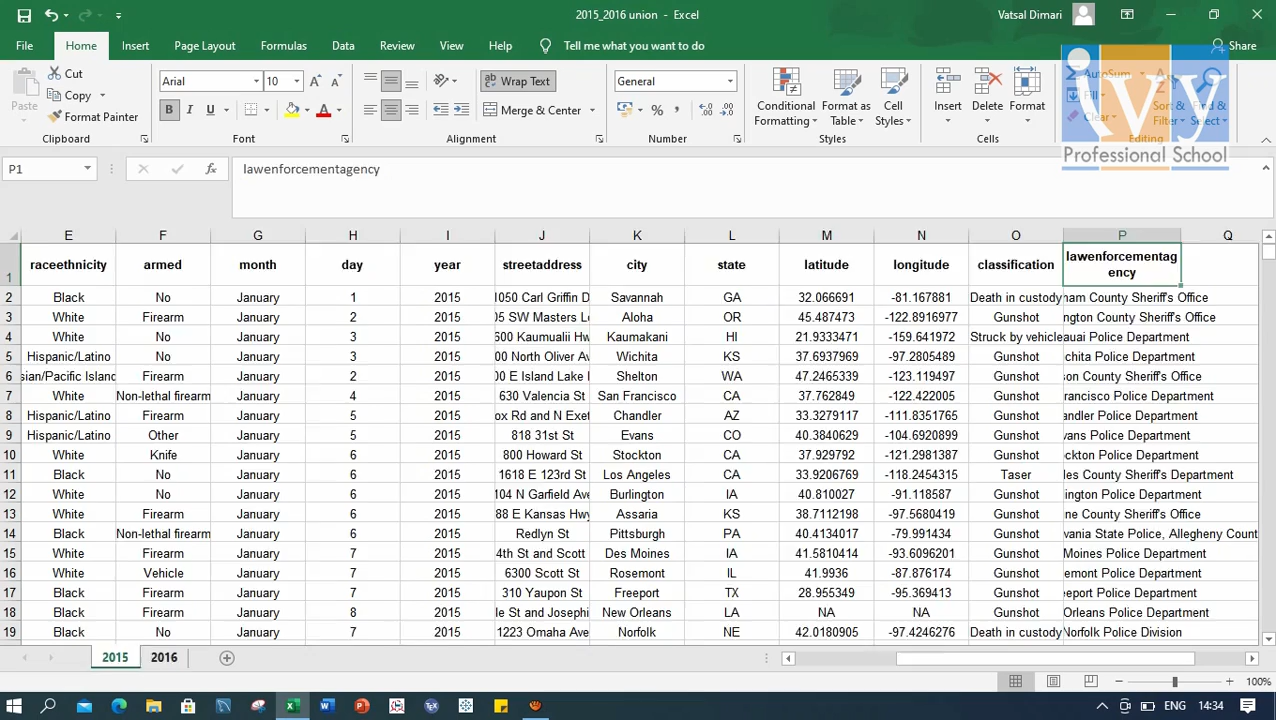 2015_2016 union - Excel
Vatsal Dimari
File Home Insert Page Layout Formulas Data Review View Help Tell me what you want to do Share
Paste
Cut
Copy
Format Painter
Clipboard
Arial 10
B I U
Font
Wrap Text
Merge & Center
Alignment
General
Number
Conditional Formatting
Format as Table
Cell Styles
Styles
Insert
Delete
Format
Cells
AutoSum
Fill
Clear
Sort & Filter
Find & Select
Editing
ivy
Professional School
P1 fx lawenforcementagency
E F G H I J K L M N O P Q
1 raceethnicity armed month day year streetaddress city state latitude longitude classification lawenforcementag
ency
2 Black No January 1 2015 1050 Carl Griffin D Savannah GA 32.066691 -81.167881 Death in custody ham County Sheriff's Office
3 White Firearm January 2 2015 05 SW Masters L Aloha OR 45.487473 -122.8916977 Gunshot ngton County Sheriff's Office
4 White No January 3 2015 600 Kaumualii Hw Kaumakani HI 21.9333471 -159.641972 Struck by vehicle auai Police Department
5 Hispanic/Latino No January 3 2015 00 North Oliver Av Wichita KS 37.6937969 -97.2805489 Gunshot chita Police Department
6 sian/Pacific Island Firearm January 2 2015 00 E Island Lake Shelton WA 47.2465339 -123.119497 Gunshot son County Sheriff's Office
7 White Non-lethal firearm January 4 2015 630 Valencia St San Francisco CA 37.762849 -122.422005 Gunshot rancisco Police Department
8 Hispanic/Latino Firearm January 5 2015 ox Rd and N Exet Chandler AZ 33.3279117 -111.8351765 Gunshot andler Police Department
9 Hispanic/Latino Other January 5 2015 818 31st St Evans CO 40.3840629 -104.6920899 Gunshot vans Police Department
10 White Knife January 6 2015 800 Howard St Stockton CA 37.929792 -121.2981387 Gunshot ockton Police Department
11 Black No January 6 2015 1618 E 123rd St Los Angeles CA 33.9206769 -118.2454315 Taser les County Sheriff's Department
12 White No January 6 2015 104 N Garfield Av Burlington IA 40.810027 -91.118587 Gunshot ington Police Department
13 White Firearm January 6 2015 88 E Kansas Hwy Assaria KS 38.7112198 -97.5680419 Gunshot ne County Sheriff's Office
14 Black Non-lethal firearm January 6 2015 Redlyn St Pittsburgh PA 40.4134017 -79.991434 Gunshot vania State Police, Allegheny Count
15 White Firearm January 7 2015 4th St and Scott Des Moines IA 41.5810414 -93.6096201 Gunshot Moines Police Department
16 White Vehicle January 7 2015 6300 Scott St Rosemont IL 41.9936 -87.876174 Gunshot emont Police Department
17 Black Firearm January 7 2015 310 Yaupon St Freeport TX 28.955349 -95.369413 Gunshot eeport Police Department
18 Black Firearm January 8 2015 le St and Josephi New Orleans LA NA NA Gunshot Orleans Police Department
19 Black No January 7 2015 1223 Omaha Ave Norfolk NE 42.0180905 -97.4246276 Death in custody Norfolk Police Division
2015 2016
100%
ENG 14:34